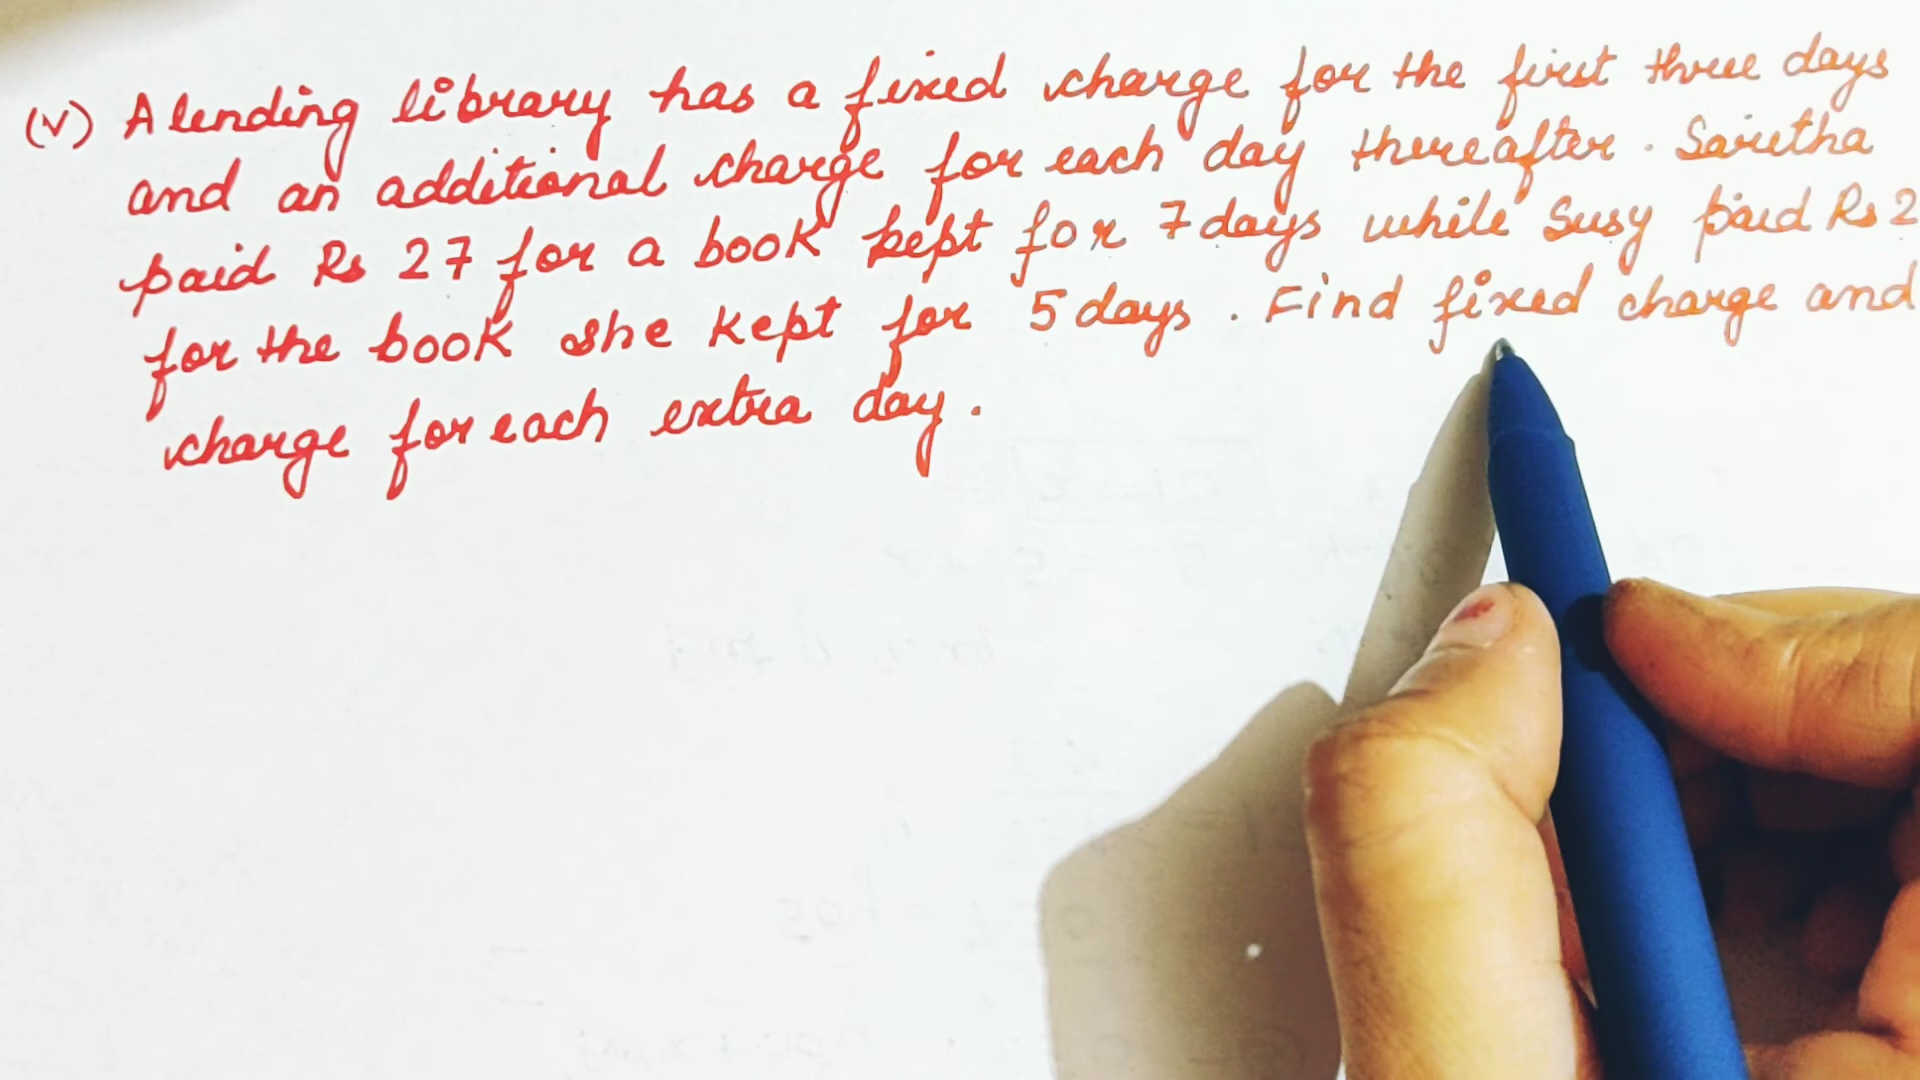 (v) A lending library has a fixed charge for the first three days
and an additional charge for each day thereafter. Saritha
paid Rs 27 for a book kept for 7 days while Susy paid Rs 2
for the book she kept for 5 days. Find fixed charge and
charge for each extra day.